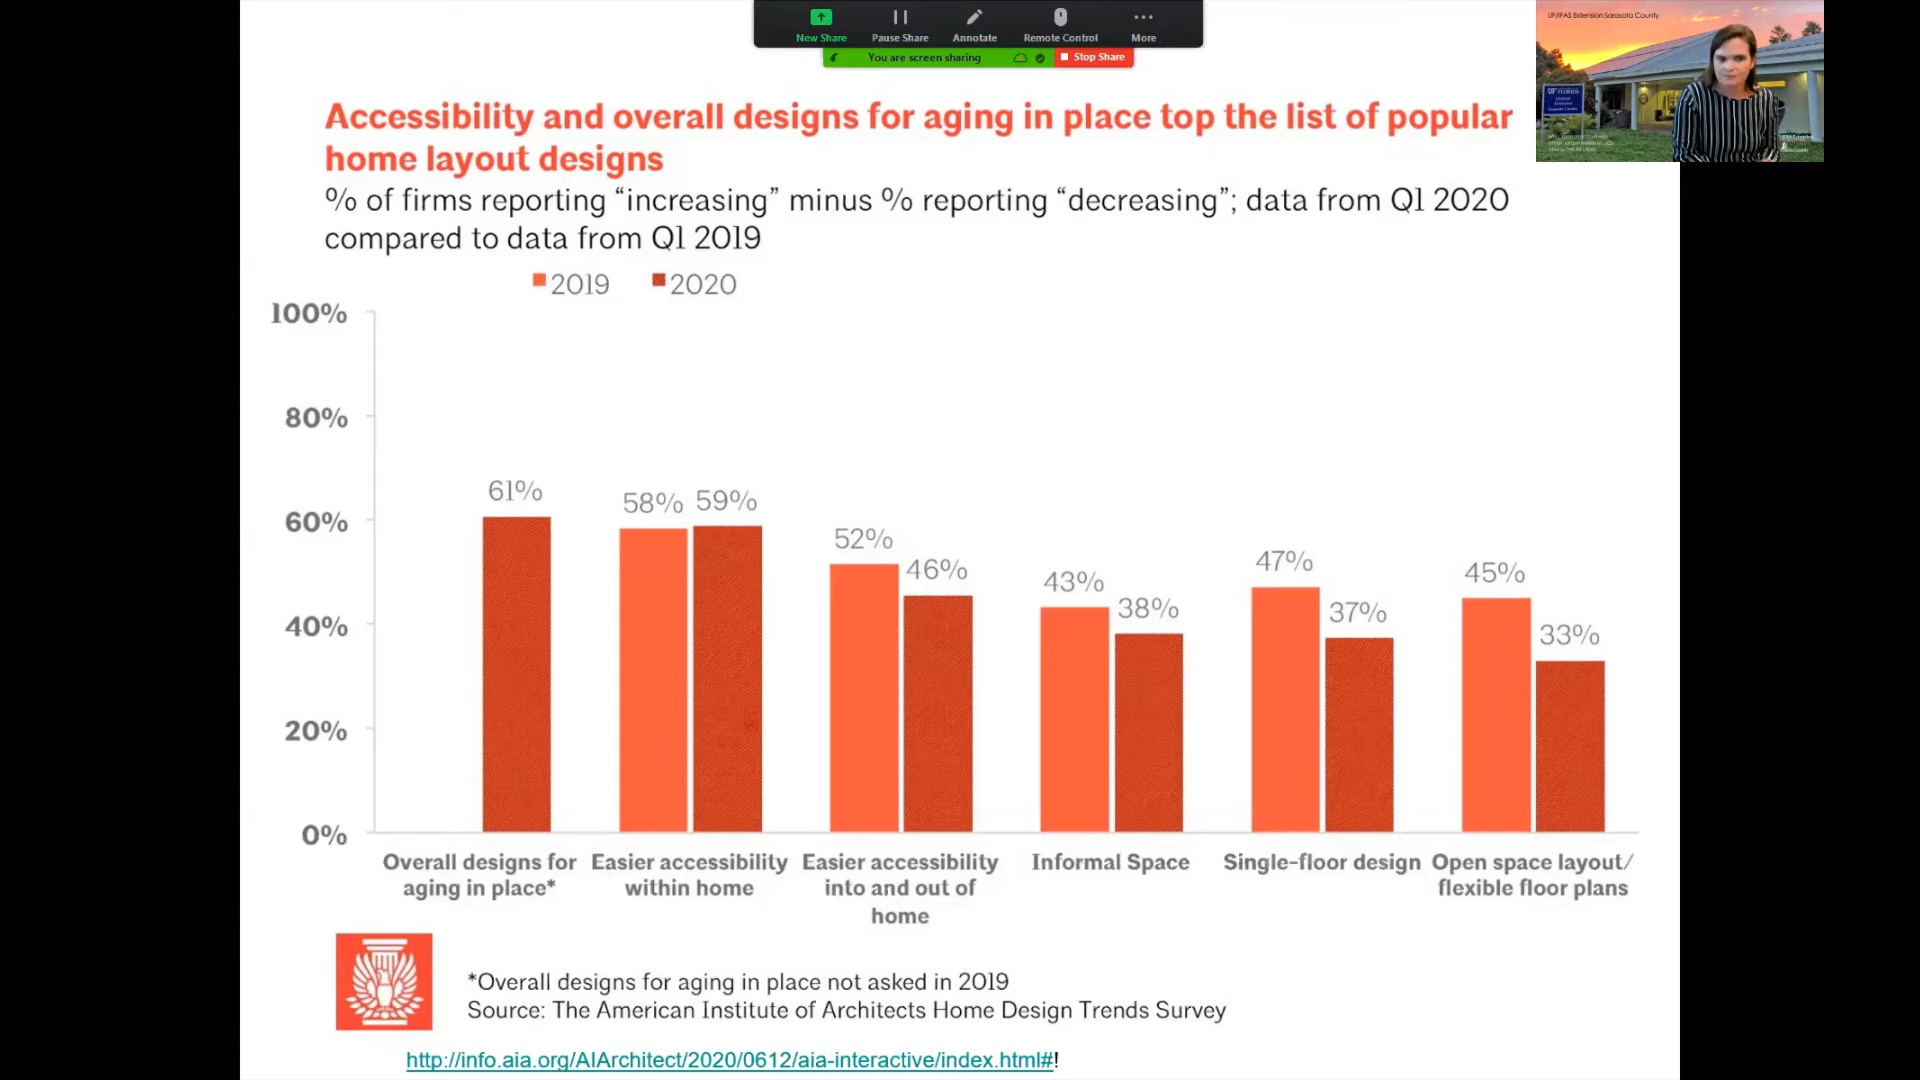 New Share
Pause Share
Annotate
Remote Control
More
You are screen sharing
Stop Share
UF/IFAS Extension Sarasota County
Accessibility and overall designs for aging in place top the list of popular
home layout designs
% of firms reporting “increasing” minus % reporting “decreasing”; data from Q1 2020
compared to data from Q1 2019
2019
2020
100%
80%
60%
40%
20%
0%
61%
58%
59%
52%
46%
43%
38%
47%
37%
45%
33%
Overall designs for
aging in place*
Easier accessibility
within home
Easier accessibility
into and out of
home
Informal Space
Single-floor design
Open space layout/
flexible floor plans
*Overall designs for aging in place not asked in 2019
Source: The American Institute of Architects Home Design Trends Survey
http://info.aia.org/AIArchitect/2020/0612/aia-interactive/index.html#!